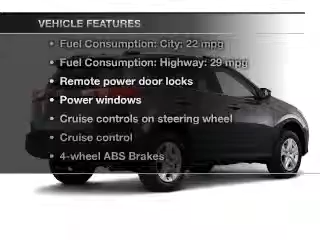 VEHICLE FEATURES
• Fuel Consumption: City: 22 mpg
• Fuel Consumption: Highway: 29 mpg
• Remote power door locks
• Power windows
• Cruise controls on steering wheel
• Cruise control
• 4-wheel ABS Brakes